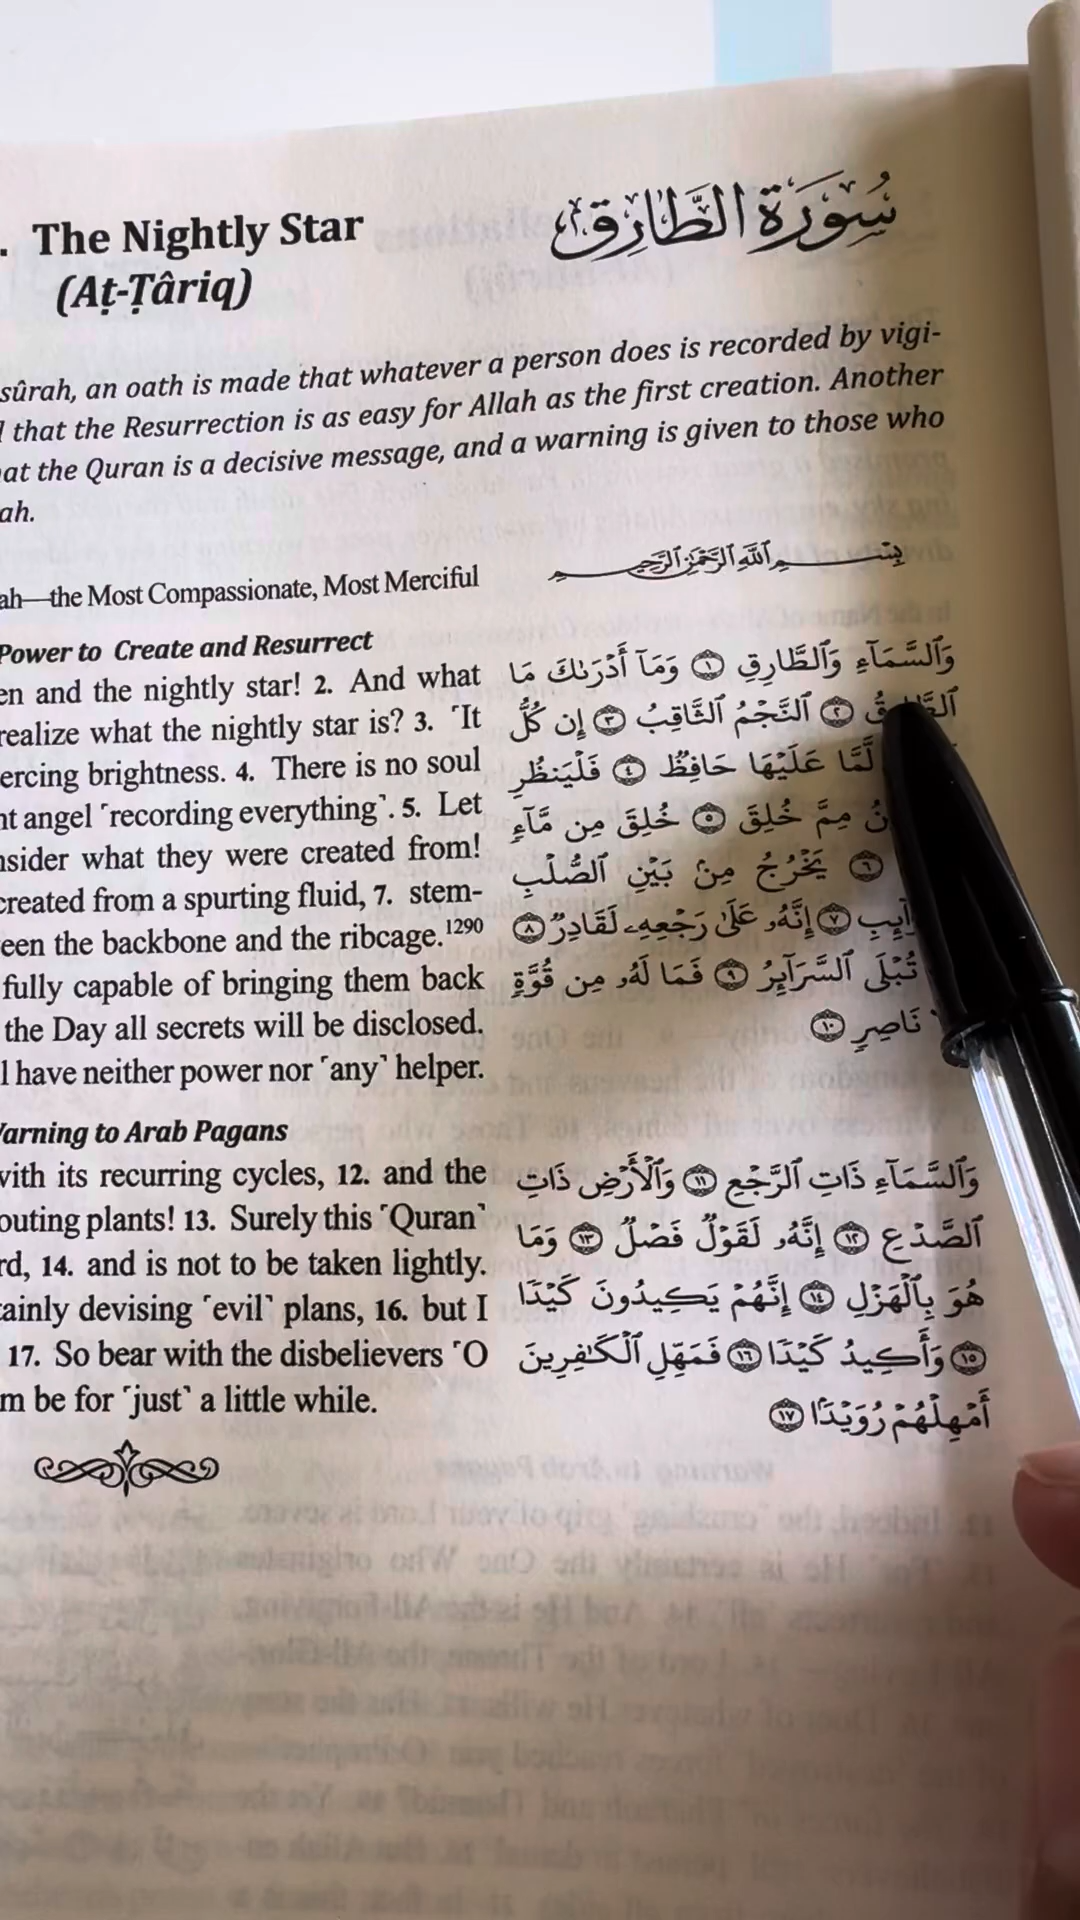 . The Nightly Star
(Aṭ-Ṭâriq)
سُورَةُ الطَّارِقِ
sûrah, an oath is made that whatever a person does is recorded by vigi-
that the Resurrection is as easy for Allah as the first creation. Another
at the Quran is a decisive message, and a warning is given to those who
ah.
ah—the Most Compassionate, Most Merciful
بِسْمِ ٱللَّهِ ٱلرَّحْمَٰنِ ٱلرَّحِيمِ
Power to Create and Resurrect
en and the nightly star! 2. And what
realize what the nightly star is? 3. ˹It
ercing brightness. 4. There is no soul
nt angel ˹recording everything˺. 5. Let
nsider what they were created from!
created from a spurting fluid, 7. stem-
een the backbone and the ribcage.1290
fully capable of bringing them back
the Day all secrets will be disclosed.
l have neither power nor ˹any˺ helper.
وَٱلسَّمَآءِ وَٱلطَّارِقِ ١ وَمَآ أَدْرَىٰكَ مَا
ٱلطَّارِقُ ٢ ٱلنَّجْمُ ٱلثَّاقِبُ ٣ إِن كُلُّ
لَّمَّا عَلَيْهَا حَافِظٌ ٤ فَلْيَنظُرِ
نُ مِمَّ خُلِقَ ٥ خُلِقَ مِن مَّآءٍ
٦ يَخْرُجُ مِنۢ بَيْنِ ٱلصُّلْبِ
آئِبِ ٧ إِنَّهُۥ عَلَىٰ رَجْعِهِۦ لَقَادِرٌ ٨
تُبْلَى ٱلسَّرَآئِرُ ٩ فَمَا لَهُۥ مِن قُوَّةٍ
نَاصِرٍ ١٠
Warning to Arab Pagans
with its recurring cycles, 12. and the
outing plants! 13. Surely this ˹Quran˺
rd, 14. and is not to be taken lightly.
tainly devising ˹evil˺ plans, 16. but I
17. So bear with the disbelievers ˹O
m be for ˹just˺ a little while.
وَٱلسَّمَآءِ ذَاتِ ٱلرَّجْعِ ١١ وَٱلْأَرْضِ ذَاتِ
ٱلصَّدْعِ ١٢ إِنَّهُۥ لَقَوْلٌ فَصْلٌ ١٣ وَمَا
هُوَ بِٱلْهَزْلِ ١٤ إِنَّهُمْ يَكِيدُونَ كَيْدًا
١٥ وَأَكِيدُ كَيْدًا ١٦ فَمَهِّلِ ٱلْكَٰفِرِينَ
أَمْهِلْهُمْ رُوَيْدًۢا ١٧